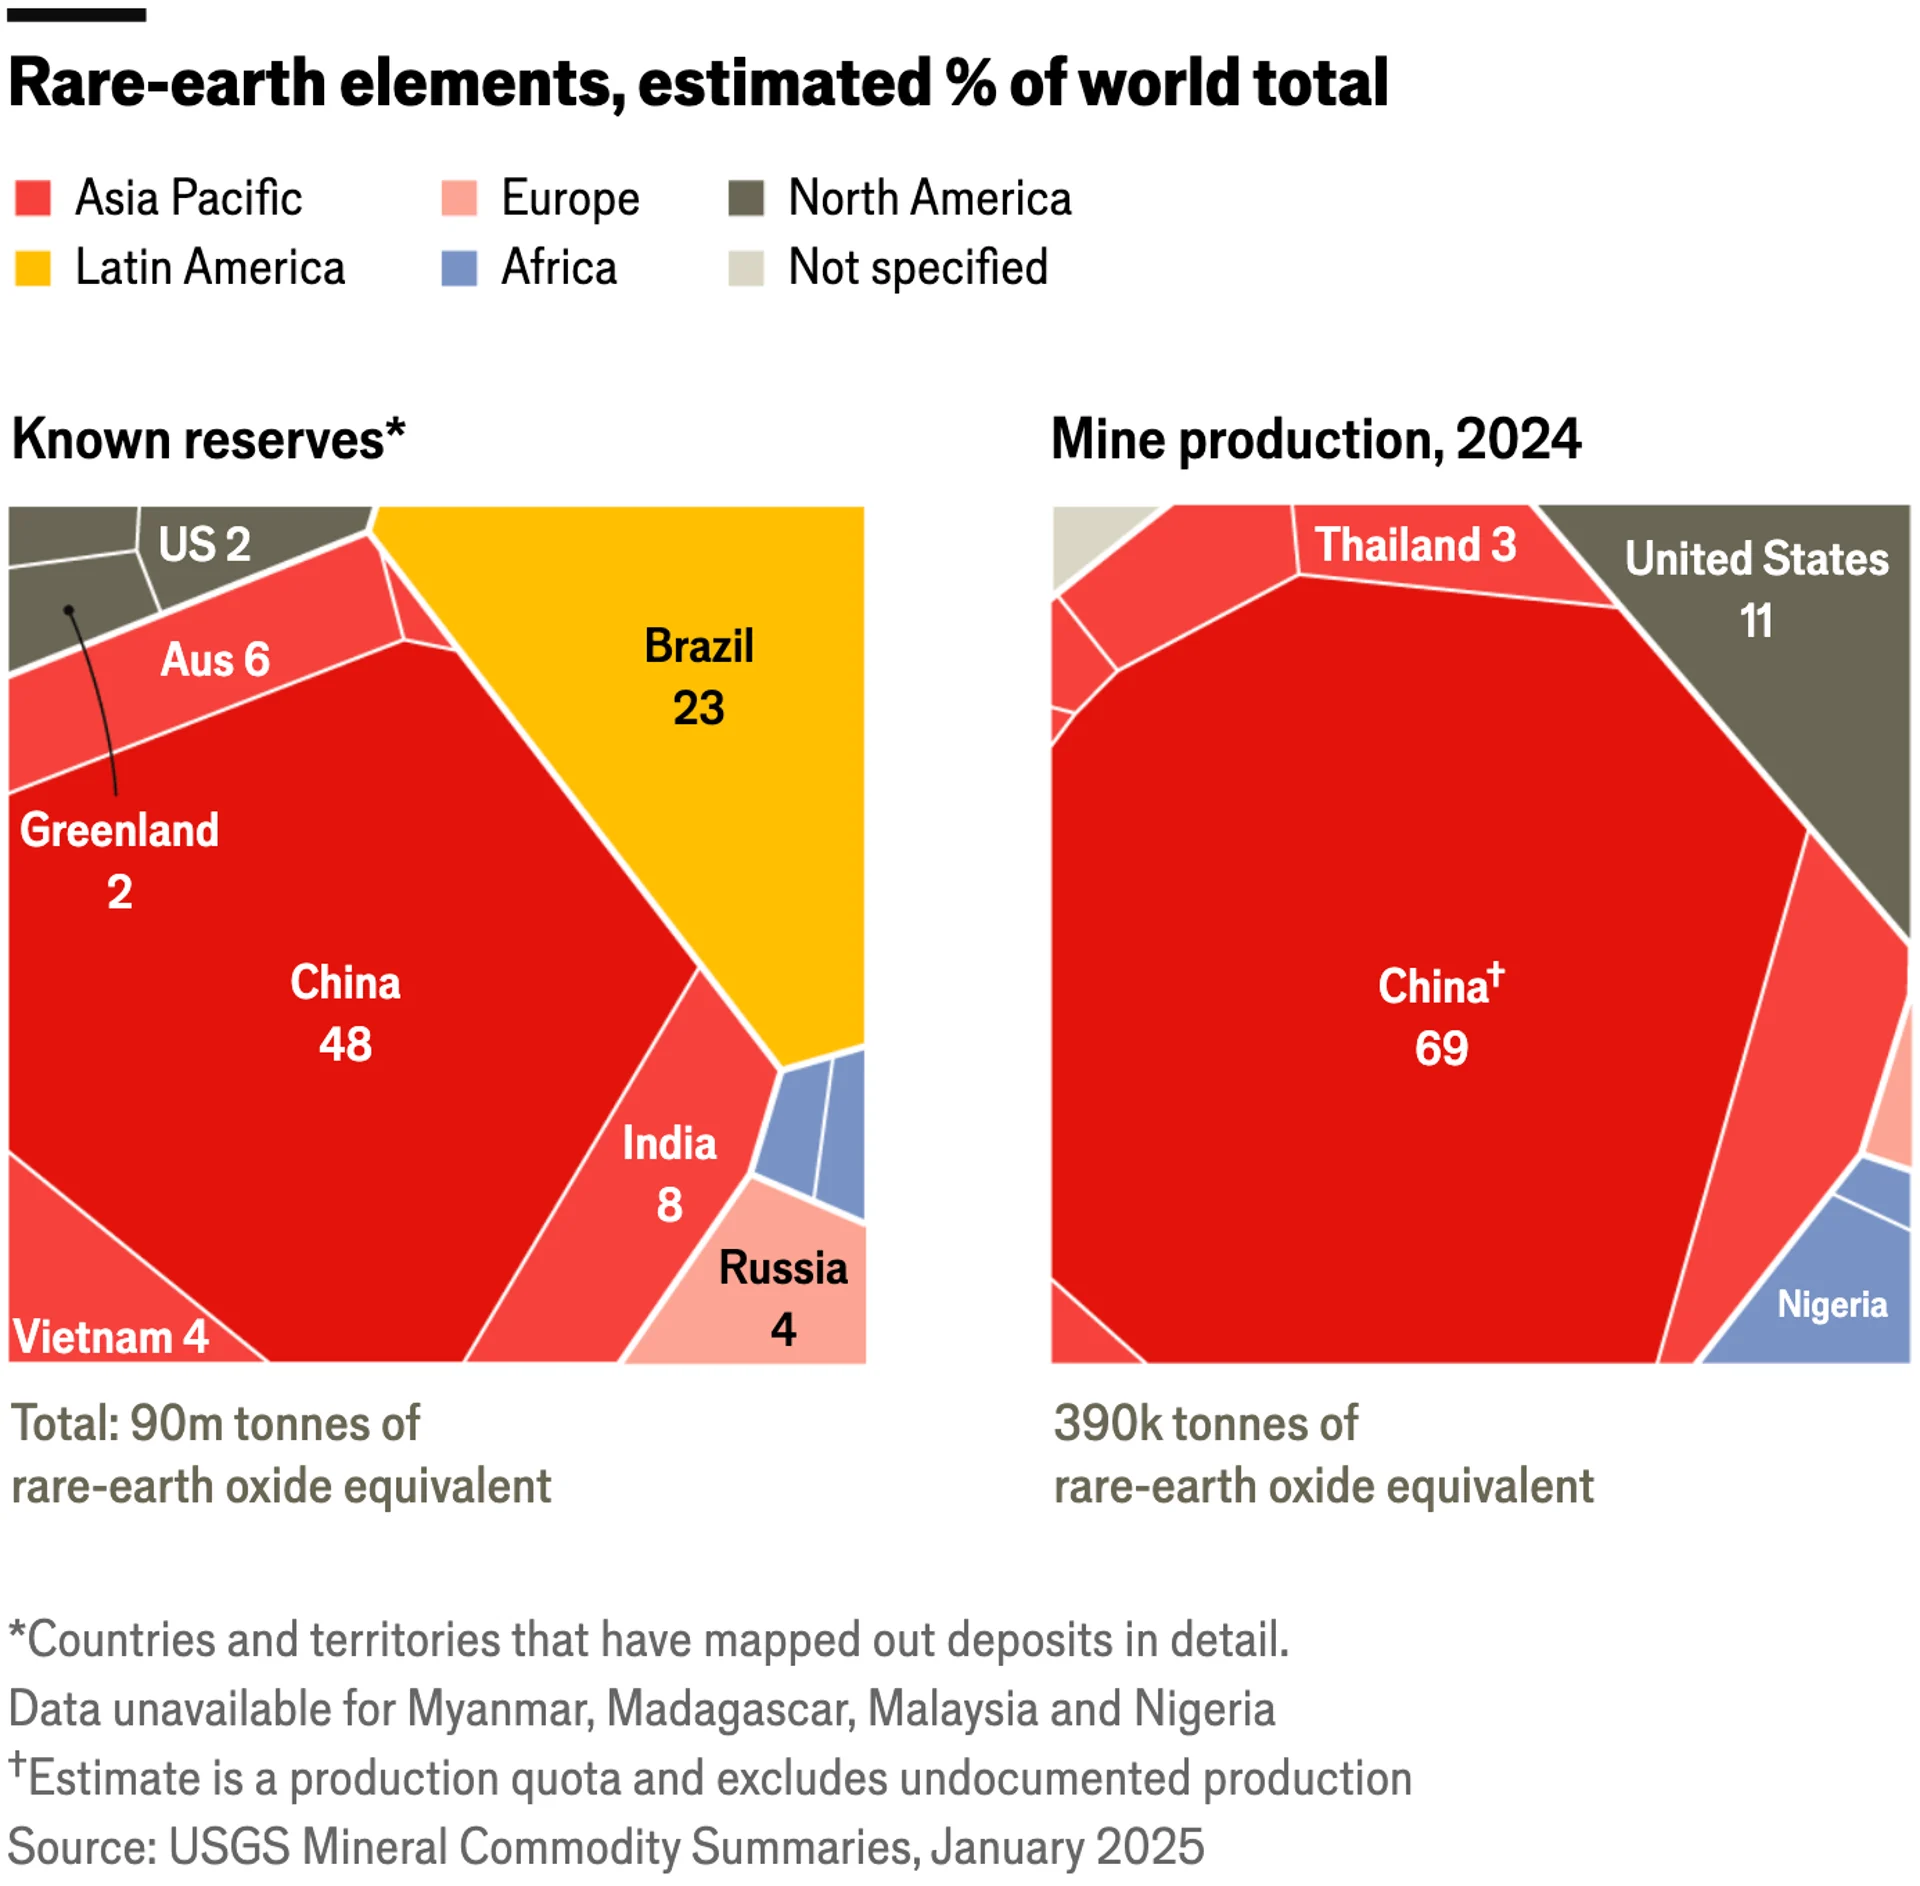 Rare-earth elements, estimated % of world total
Asia Pacific
Europe
North America
Latin America
Africa
Not specified
Known reserves*
US 2
Aus 6
Brazil
23
Greenland
2
China
48
India
8
Russia
4
Vietnam 4
Total: 90m tonnes of
rare-earth oxide equivalent
Mine production, 2024
Thailand 3
United States
11
China†
69
Nigeria
390k tonnes of
rare-earth oxide equivalent
*Countries and territories that have mapped out deposits in detail.
Data unavailable for Myanmar, Madagascar, Malaysia and Nigeria
†Estimate is a production quota and excludes undocumented production
Source: USGS Mineral Commodity Summaries, January 2025